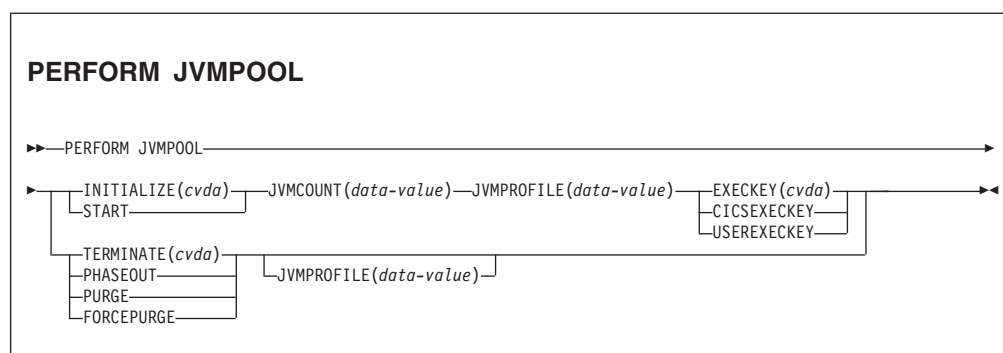 PERFORM JVMPOOL
PERFORM JVMPOOL
INITIALIZE(cvda) JVMCOUNT(data-value) JVMPROFILE(data-value) EXECKEY(cvda)
START CICSEXECKEY
USEREXECKEY
TERMINATE(cvda)
PHASEOUT JVMPROFILE(data-value)
PURGE
FORCEPURGE